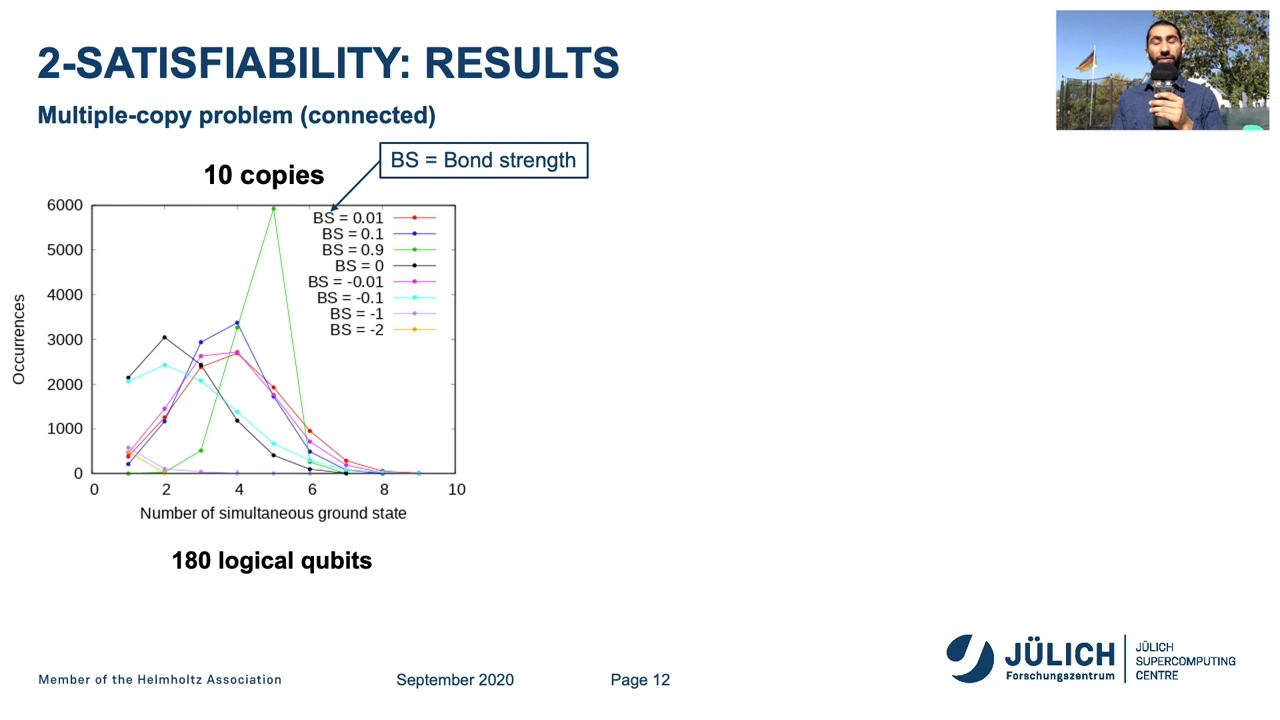 2-SATISFIABILITY: RESULTS
Multiple-copy problem (connected)
BS = Bond strength
10 copies
6000
5000
4000
3000
2000
1000
0
Occurrences
BS = 0.01
BS = 0.1
BS = 0.9
BS = 0
BS = -0.01
BS = -0.1
BS = -1
BS = -2
0 2 4 6 8 10
Number of simultaneous ground state
180 logical qubits
Member of the Helmholtz Association
September 2020
Page 12
JÜLICH
Forschungszentrum
JÜLICH
SUPERCOMPUTING
CENTRE